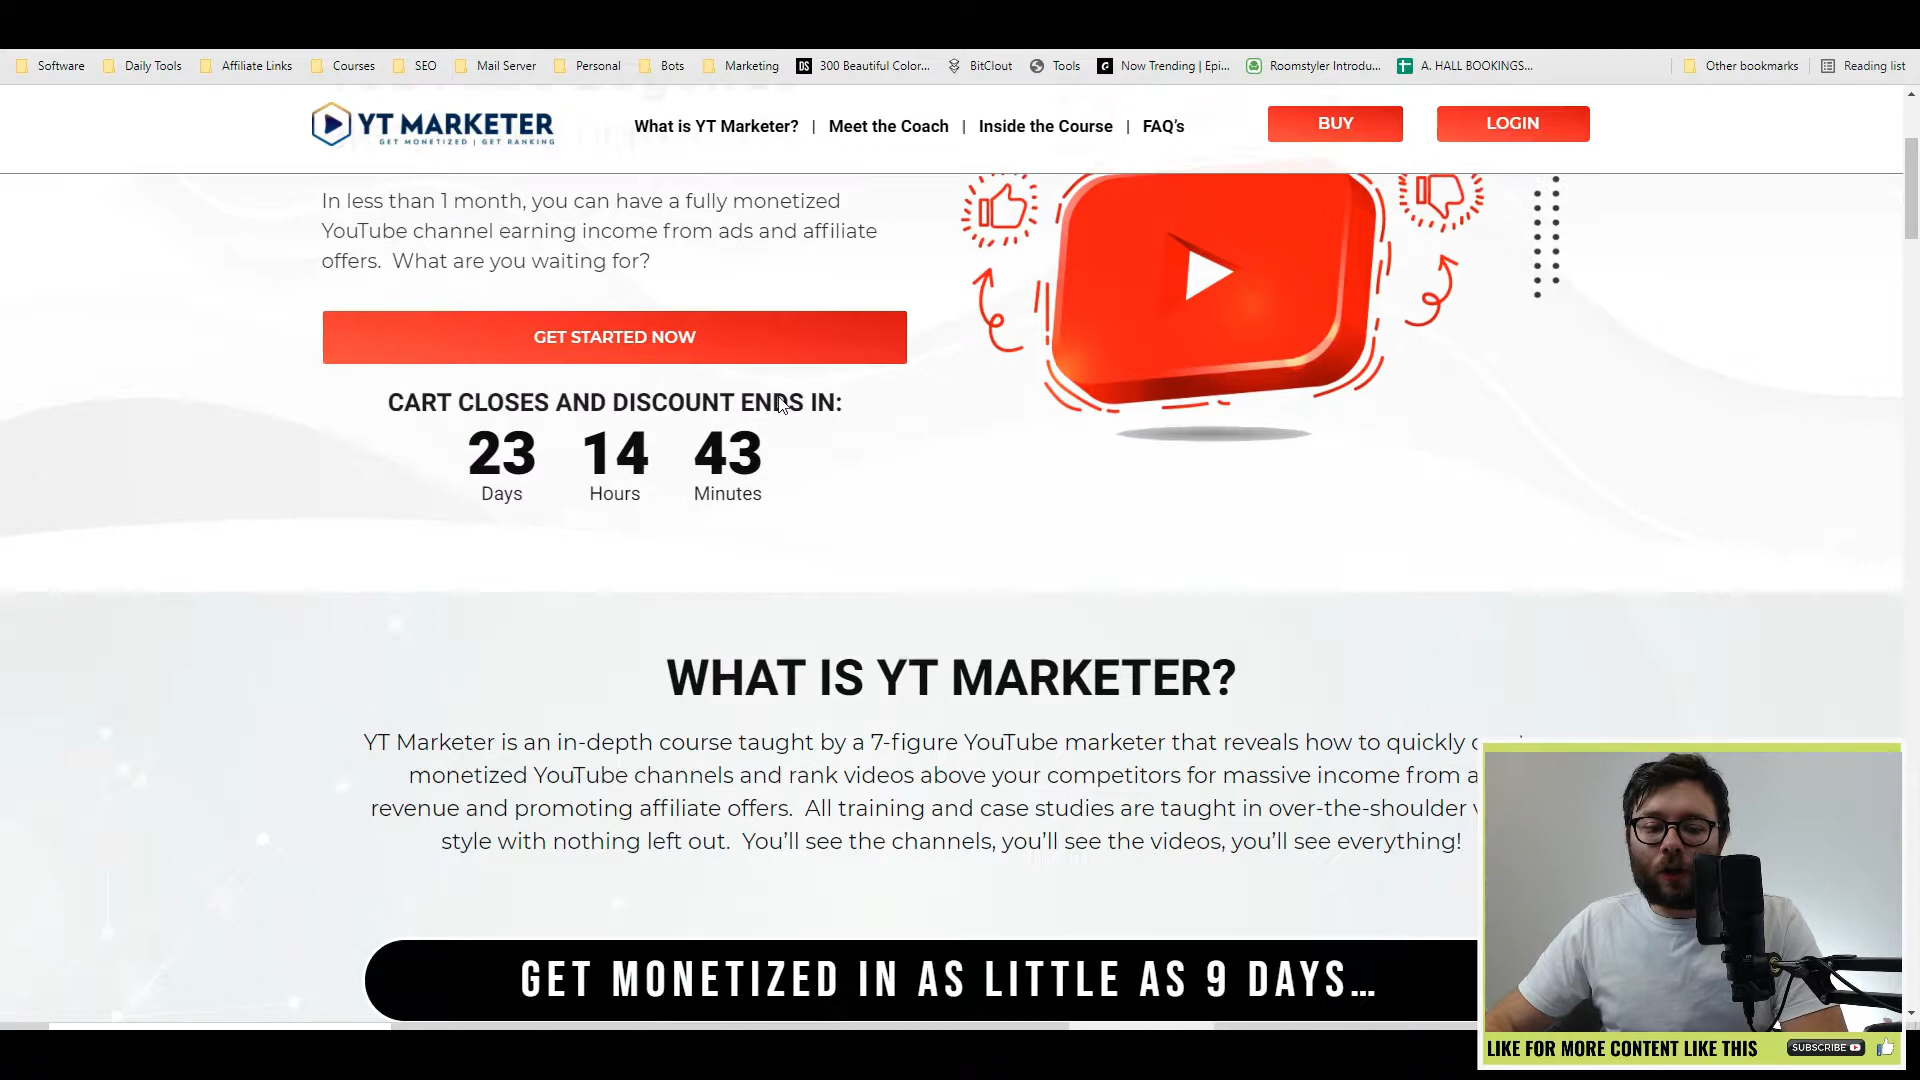 Software
Daily Tools
Affiliate Links
Courses
SEO
Mail Server
Personal
Bots
Marketing
DS 300 Beautiful Color...
BitClout
Tools
Now Trending | Epi...
Roomstyler Introdu...
A. HALL BOOKINGS...
Other bookmarks
Reading list
YT MARKETER
GET MONETIZED | GET RANKING
What is YT Marketer? | Meet the Coach | Inside the Course | FAQ's
BUY
LOGIN
In less than 1 month, you can have a fully monetized
YouTube channel earning income from ads and affiliate
offers. What are you waiting for?
GET STARTED NOW
CART CLOSES AND DISCOUNT ENDS IN:
23 14 43
Days Hours Minutes
WHAT IS YT MARKETER?
YT Marketer is an in-depth course taught by a 7-figure YouTube marketer that reveals how to quickly
monetized YouTube channels and rank videos above your competitors for massive income from
revenue and promoting affiliate offers. All training and case studies are taught in over-the-shoulder
style with nothing left out. You'll see the channels, you'll see the videos, you'll see everything!
GET MONETIZED IN AS LITTLE AS 9 DAYS...
LIKE FOR MORE CONTENT LIKE THIS
SUBSCRIBE